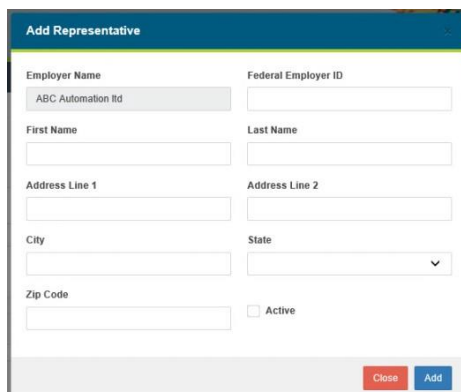 Add Representative
Employer Name Federal Employer ID
ABC Automation ltd
First Name Last Name
Address Line 1 Address Line 2
City State
Zip Code
Active
Close Add